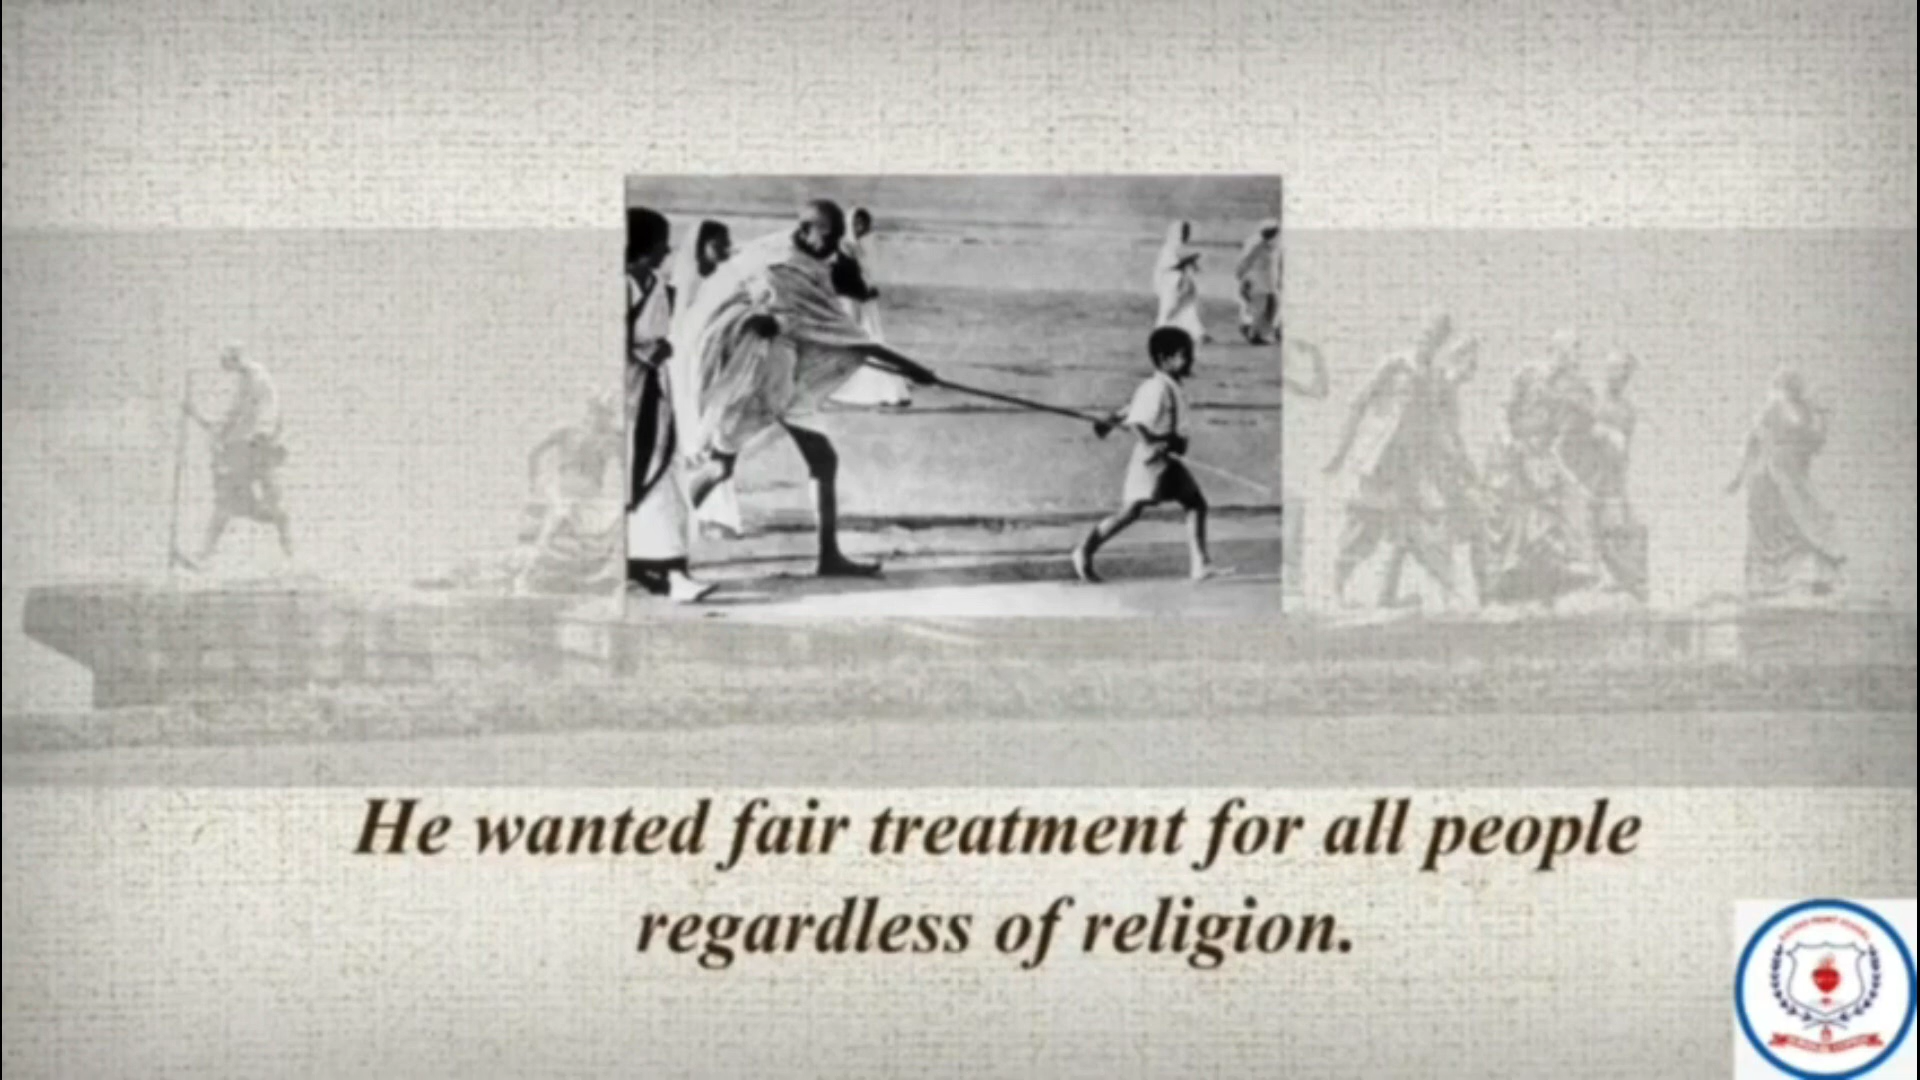 He wanted fair treatment for all people
regardless of religion.